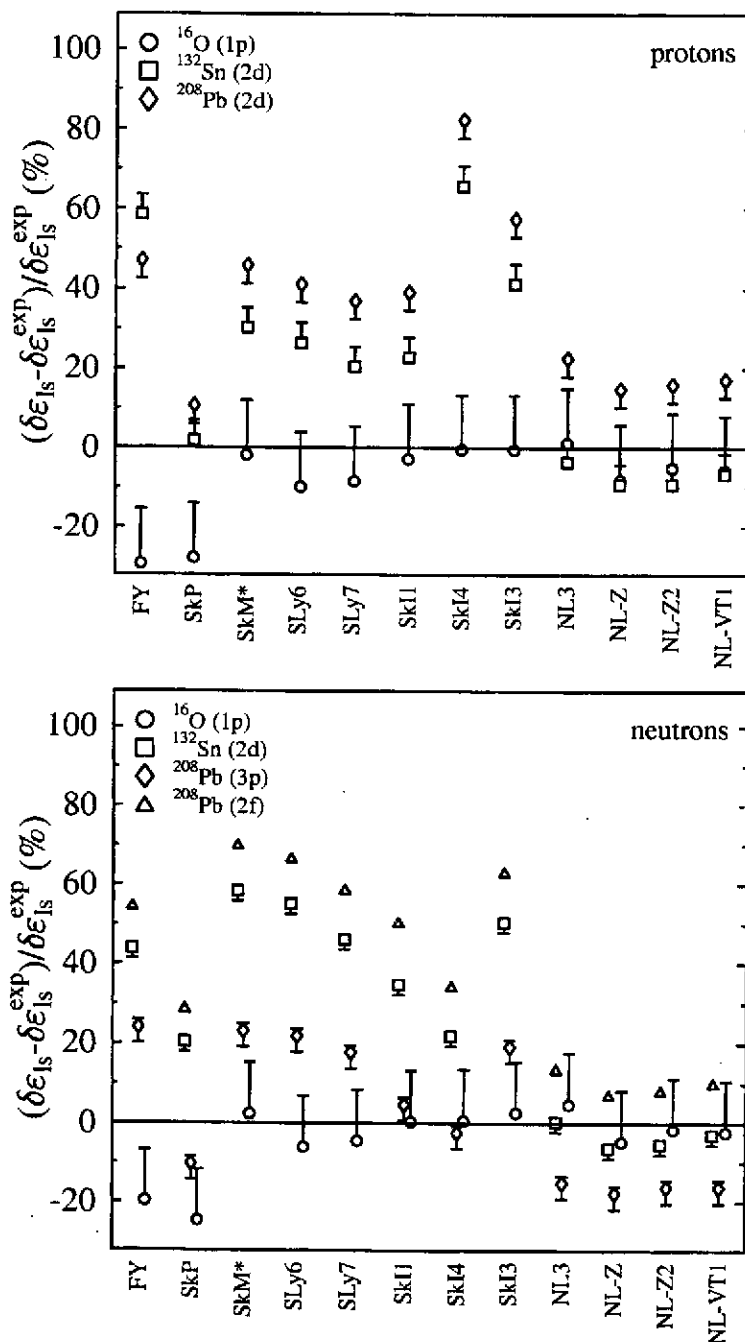 100
80
60
40
20
0
-20
(δε_ls-δε_ls^exp)/δε_ls^exp (%)
^16O (1p)
^132Sn (2d)
^208Pb (2d)
protons
FY
SkP
SkM*
SLy6
SLy7
SkI1
SkI4
SkI3
NL3
NL-Z
NL-Z2
NL-VT1
100
80
60
40
20
0
-20
(δε_ls-δε_ls^exp)/δε_ls^exp (%)
^16O (1p)
^132Sn (2d)
^208Pb (3p)
^208Pb (2f)
neutrons
FY
SkP
SkM*
SLy6
SLy7
SkI1
SkI4
SkI3
NL3
NL-Z
NL-Z2
NL-VT1